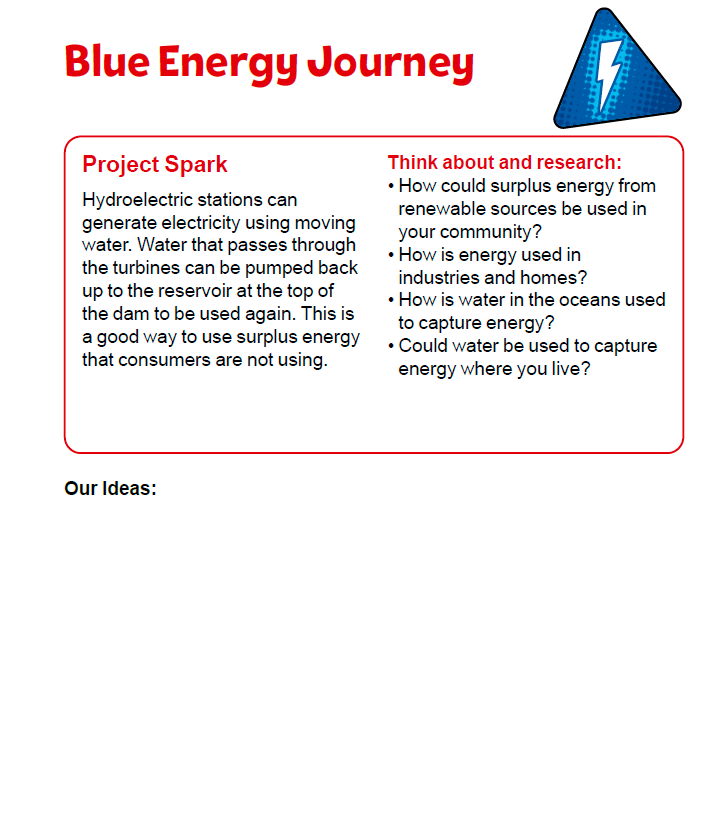 Blue Energy Journey
Project Spark
Hydroelectric stations can
generate electricity using moving
water. Water that passes through
the turbines can be pumped back
up to the reservoir at the top of
the dam to be used again. This is
a good way to use surplus energy
that consumers are not using.
Think about and research:
• How could surplus energy from
renewable sources be used in
your community?
• How is energy used in
industries and homes?
• How is water in the oceans used
to capture energy?
• Could water be used to capture
energy where you live?
Our Ideas: